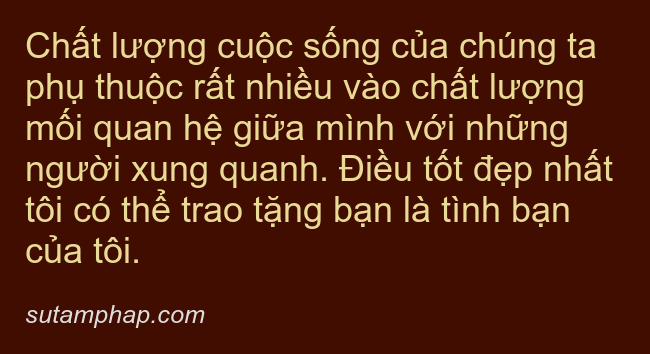 Chất lượng cuộc sống của chúng ta
phụ thuộc rất nhiều vào chất lượng
mối quan hệ giữa mình với những
người xung quanh. Điều tốt đẹp nhất
tôi có thể trao tặng bạn là tình bạn
của tôi.
sutamphap.com